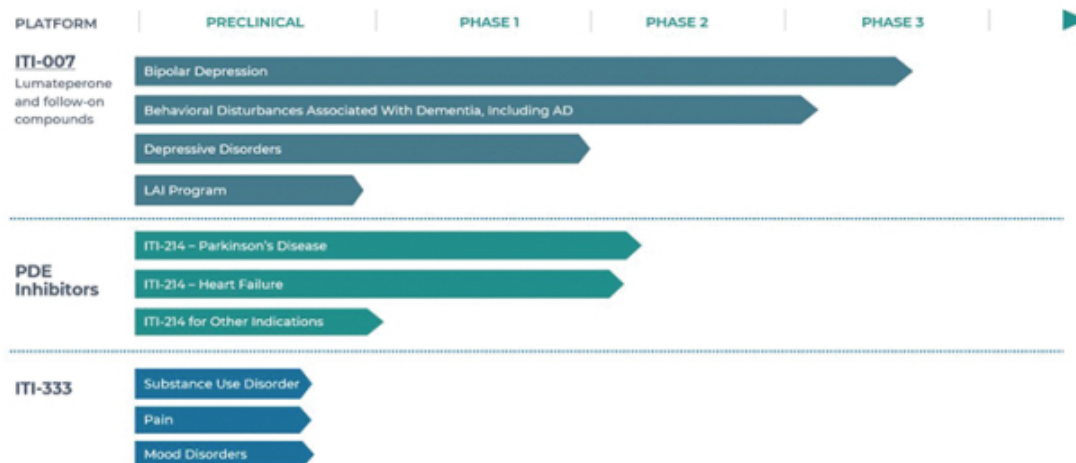 PLATFORM PRECLINICAL PHASE 1 PHASE 2 PHASE 3
ITI-007
Lumateperone
and follow-on
compounds
Bipolar Depression
Behavioral Disturbances Associated With Dementia, Including AD
Depressive Disorders
LAI Program
PDE
Inhibitors
ITI-214 – Parkinson's Disease
ITI-214 – Heart Failure
ITI-214 for Other Indications
ITI-333
Substance Use Disorder
Pain
Mood Disorders